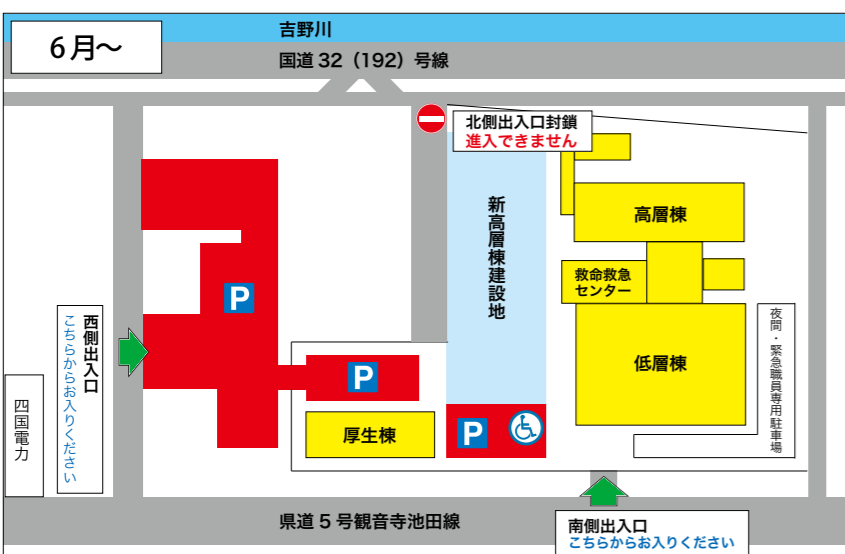 6月〜
吉野川
国道32（192）号線
北側出入口封鎖
進入できません
新高層棟建設地
高層棟
救命救急
センター
P
西側出入口
こちらからお入りください
夜間・緊急職員専用駐車場
低層棟
P
四国電力
厚生棟
P
県道5号観音寺池田線
南側出入口
こちらからお入りください